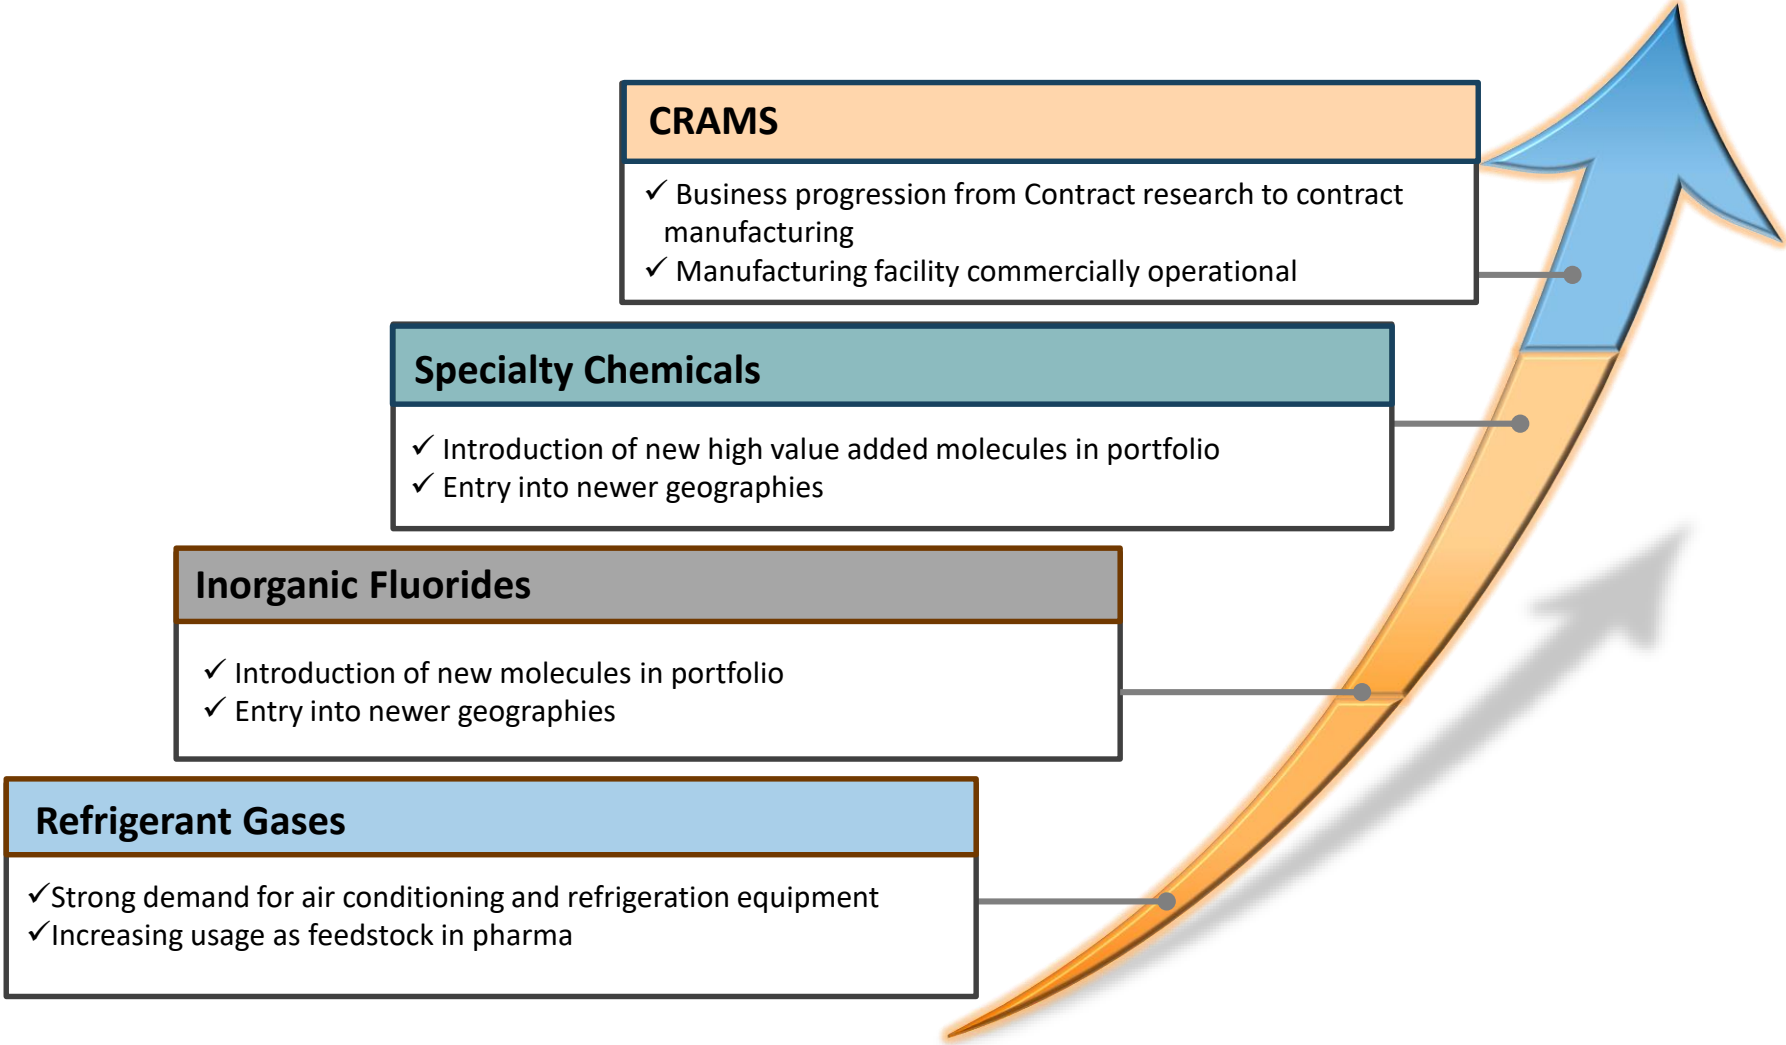 CRAMS
✓ Business progression from Contract research to contract
manufacturing
✓ Manufacturing facility commercially operational
Specialty Chemicals
✓ Introduction of new high value added molecules in portfolio
✓ Entry into newer geographies
Inorganic Fluorides
✓ Introduction of new molecules in portfolio
✓ Entry into newer geographies
Refrigerant Gases
✓Strong demand for air conditioning and refrigeration equipment
✓Increasing usage as feedstock in pharma